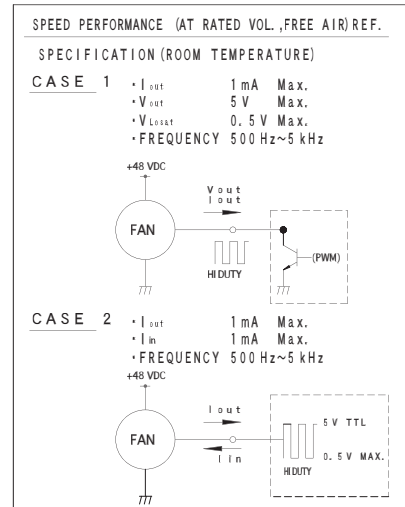 SPEED PERFORMANCE (AT RATED VOL.,FREE AIR) REF.
SPECIFICATION (ROOM TEMPERATURE)
CASE 1
·Iout 1mA Max.
·Vout 5V Max.
·VLosat 0.5V Max.
·FREQUENCY 500Hz~5kHz
+48 VDC
Vout
Iout
FAN
(PWM)
HI DUTY
CASE 2
·Iout 1mA Max.
·Iin 1mA Max.
·FREQUENCY 500Hz~5kHz
+48 VDC
Iout
5V TTL
FAN
Iin
0.5V MAX.
HI DUTY